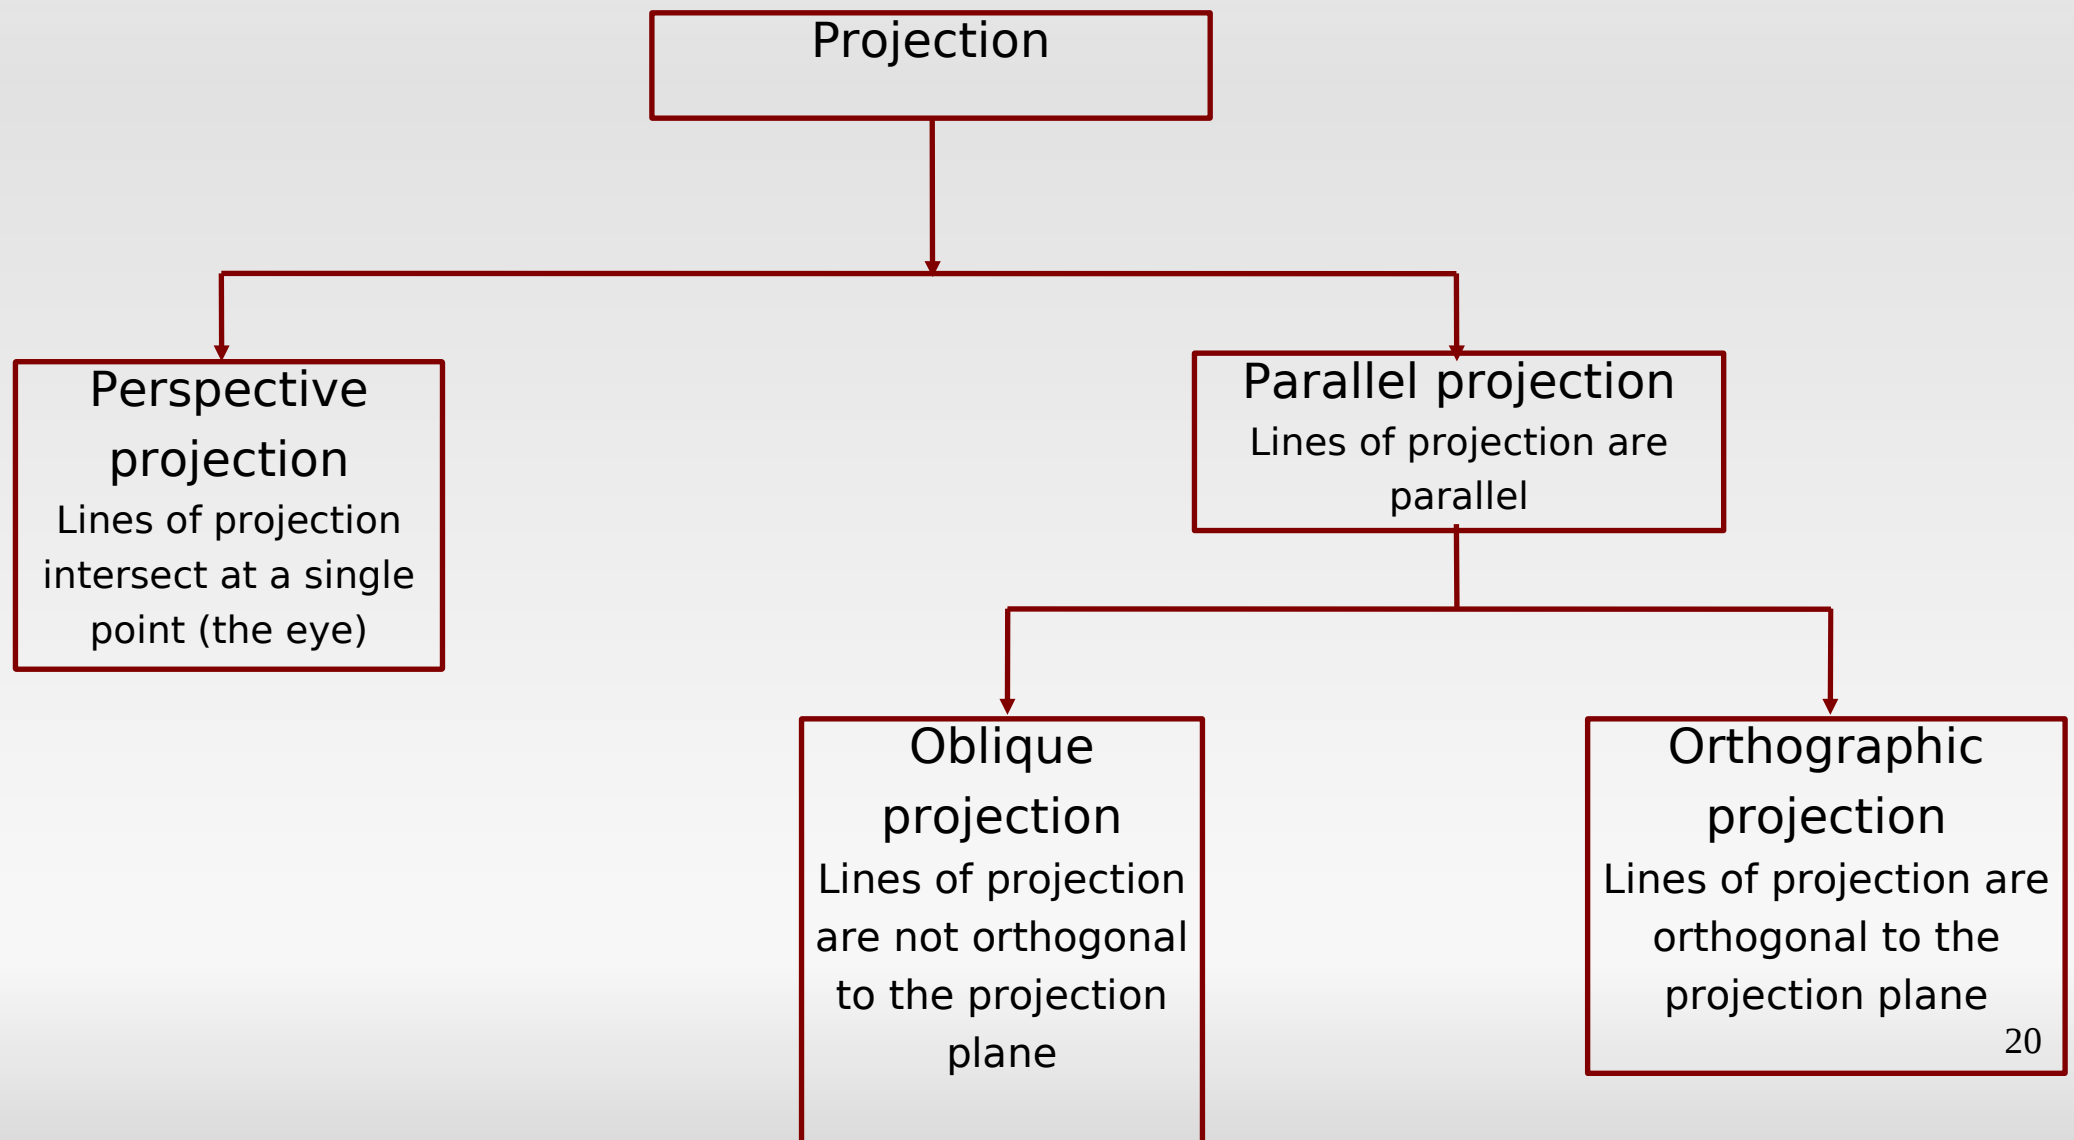 Projection
Perspective
projection
Lines of projection
intersect at a single
point (the eye)
Parallel projection
Lines of projection are
parallel
Oblique
projection
Lines of projection
are not orthogonal
to the projection
plane
Orthographic
projection
Lines of projection are
orthogonal to the
projection plane
20